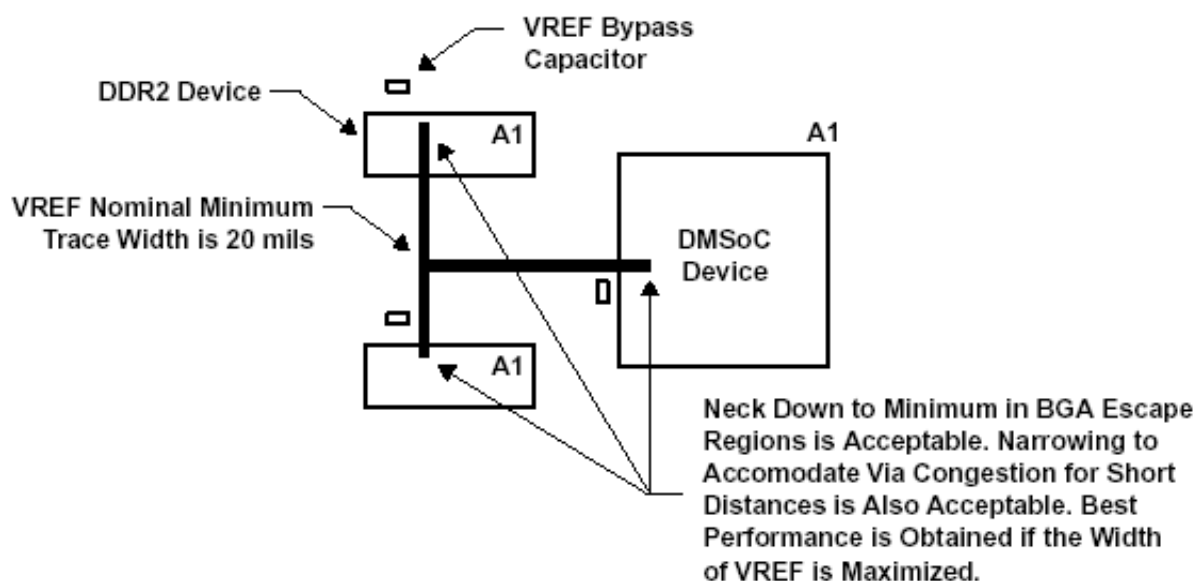 VREF Bypass
Capacitor
DDR2 Device
A1
A1
VREF Nominal Minimum
Trace Width is 20 mils
DMSoC
Device
A1
Neck Down to Minimum in BGA Escape
Regions is Acceptable. Narrowing to
Accomodate Via Congestion for Short
Distances is Also Acceptable. Best
Performance is Obtained if the Width
of VREF is Maximized.